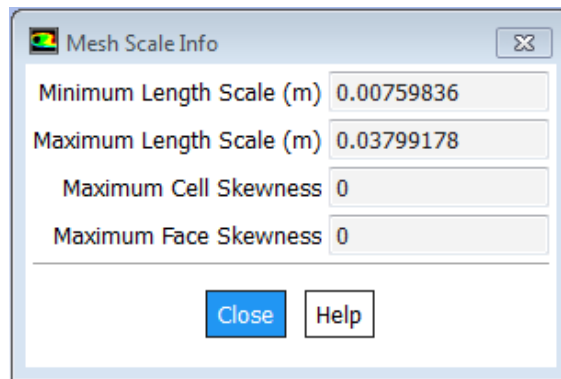 Mesh Scale Info
Minimum Length Scale (m) 0.00759836
Maximum Length Scale (m) 0.03799178
Maximum Cell Skewness 0
Maximum Face Skewness 0
Close Help